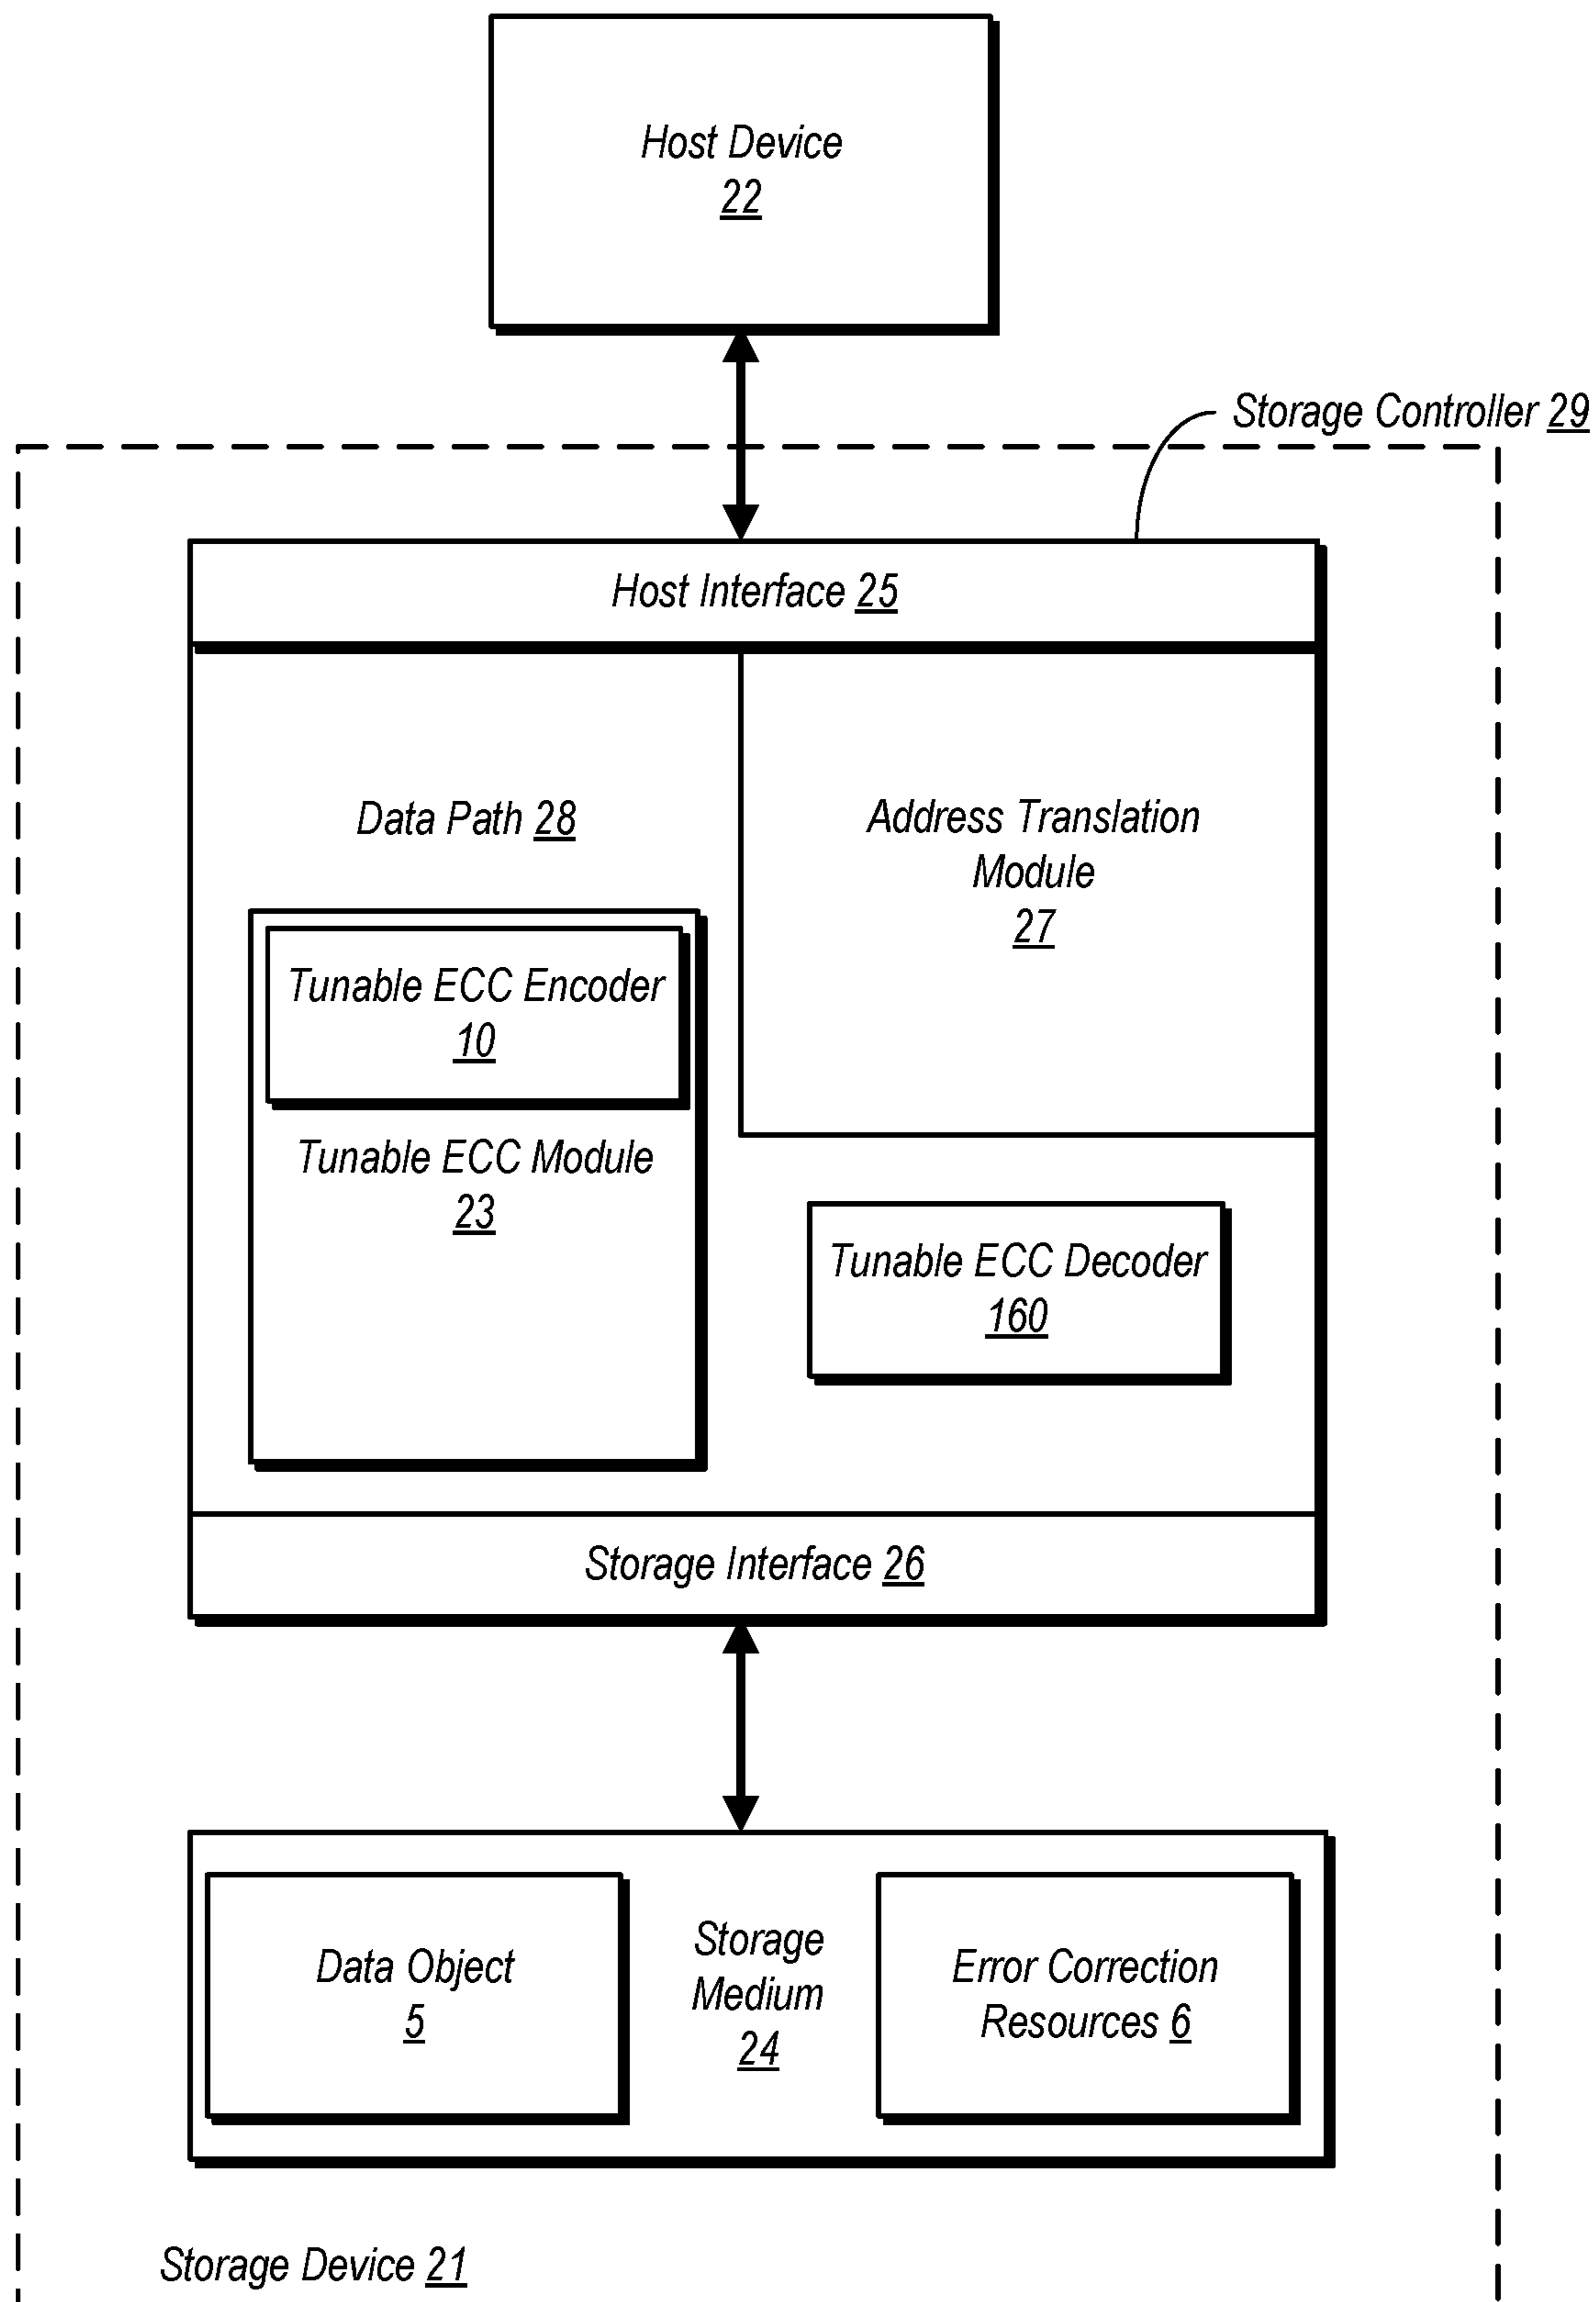 Host Device
22
Storage Controller 29
Host Interface 25
Data Path 28
Address Translation
Module
27
Tunable ECC Encoder
10
Tunable ECC Module
23
Tunable ECC Decoder
160
Storage Interface 26
Data Object
5
Storage
Medium
24
Error Correction
Resources 6
Storage Device 21